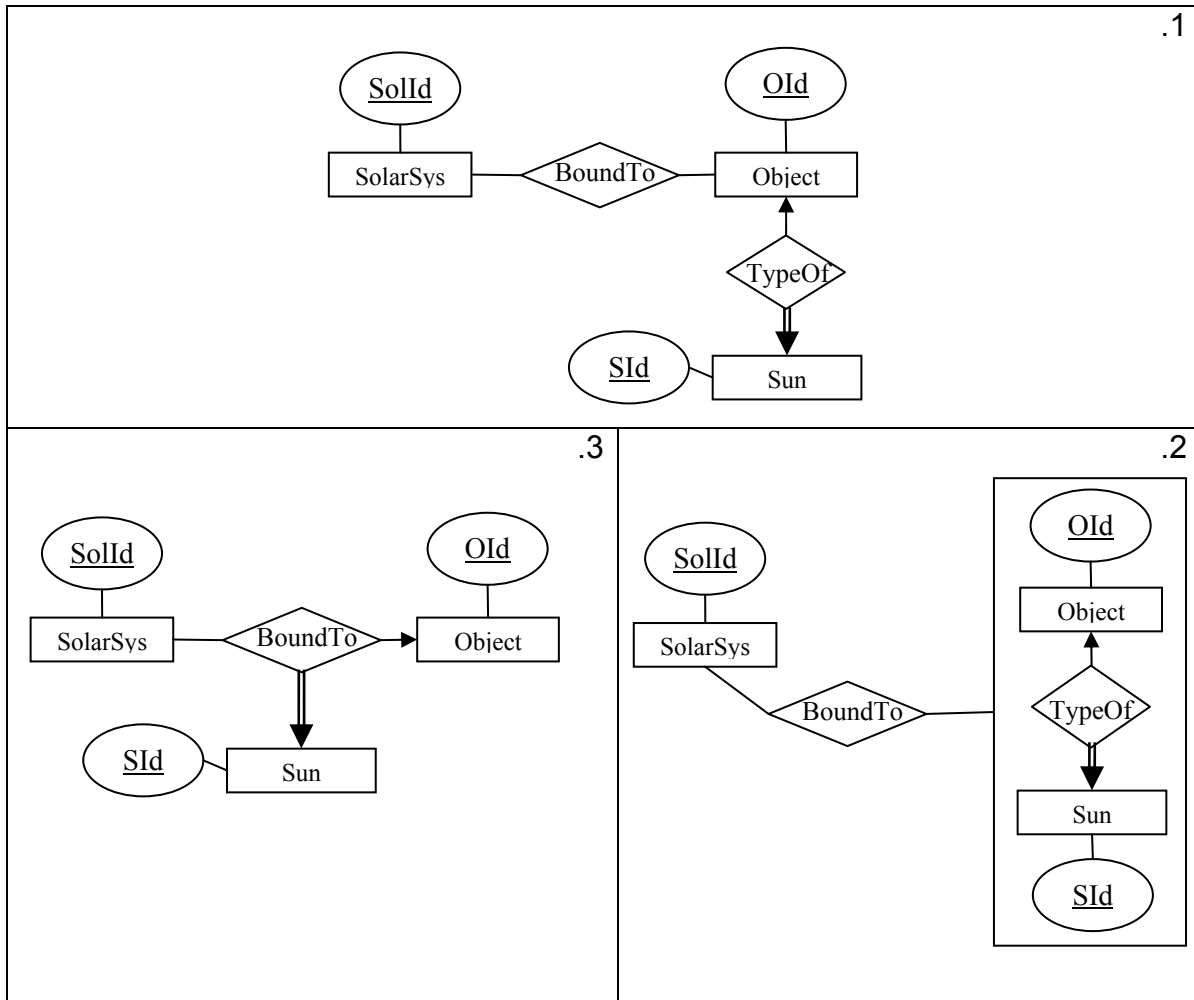 .1
SolId
OId
SolarSys
BoundTo
Object
TypeOf
SId
Sun
.3
SolId
OId
SolarSys
BoundTo
Object
SId
Sun
.2
OId
SolId
Object
SolarSys
BoundTo
TypeOf
Sun
SId